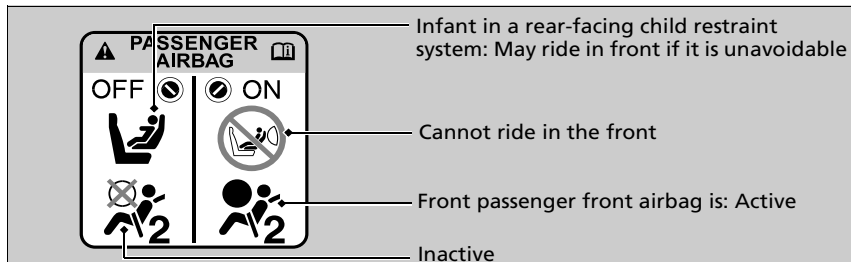 PASSENGER
AIRBAG
OFF
ON
2
2
Infant in a rear-facing child restraint
system: May ride in front if it is unavoidable
Cannot ride in the front
Front passenger front airbag is: Active
Inactive